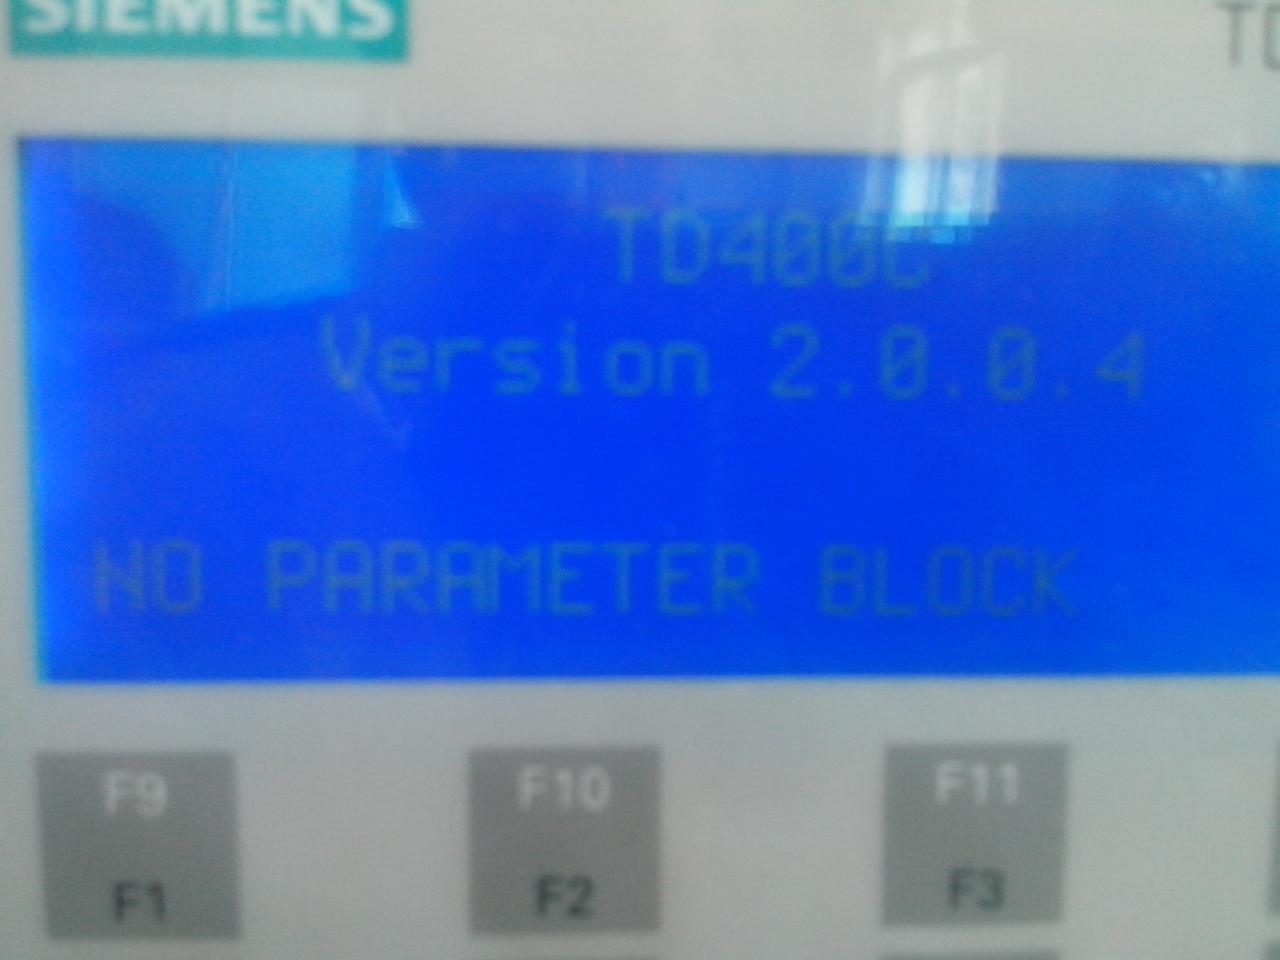 SIEMENS
TD400C
Version 2.0.0.4
NO PARAMETER BLOCK
F9 F10 F11
F1 F2 F3